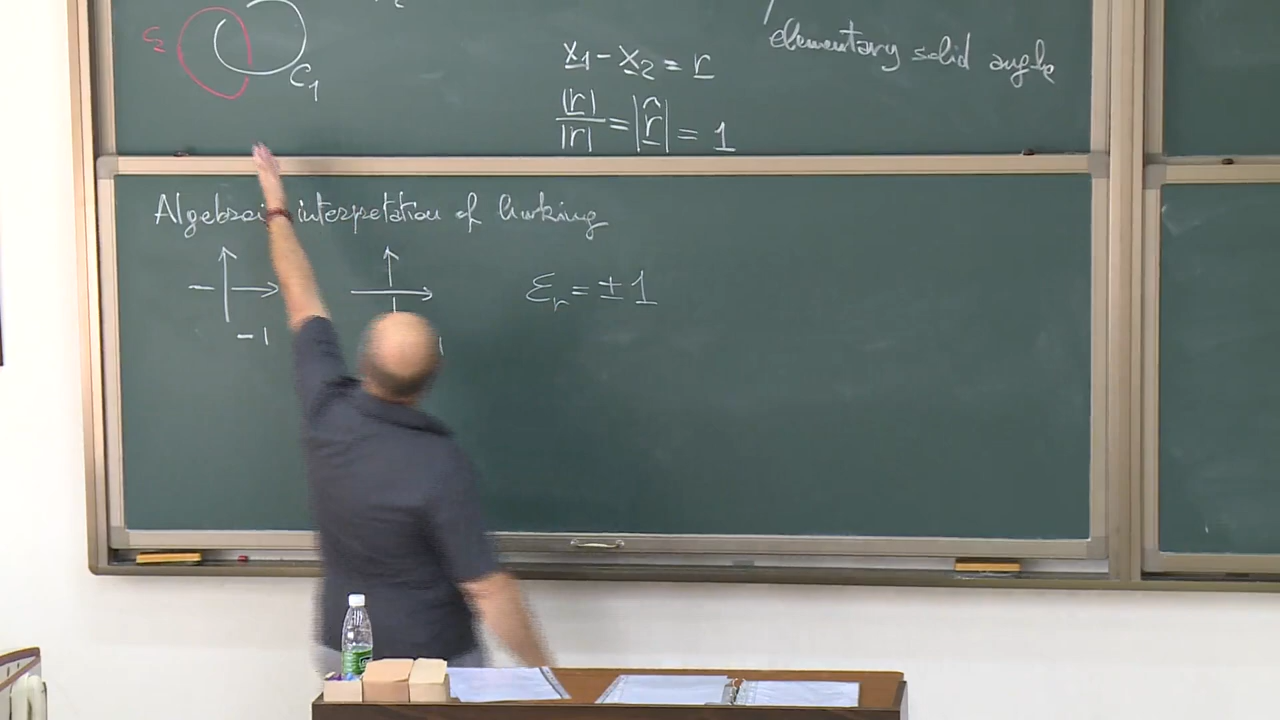 C₂
C₁
elementary solid angle
x₁ - x₂ = r
|r| / |r| = |r̂| = 1
Algebraic interpretation of linking
-1
εᵣ = ±1